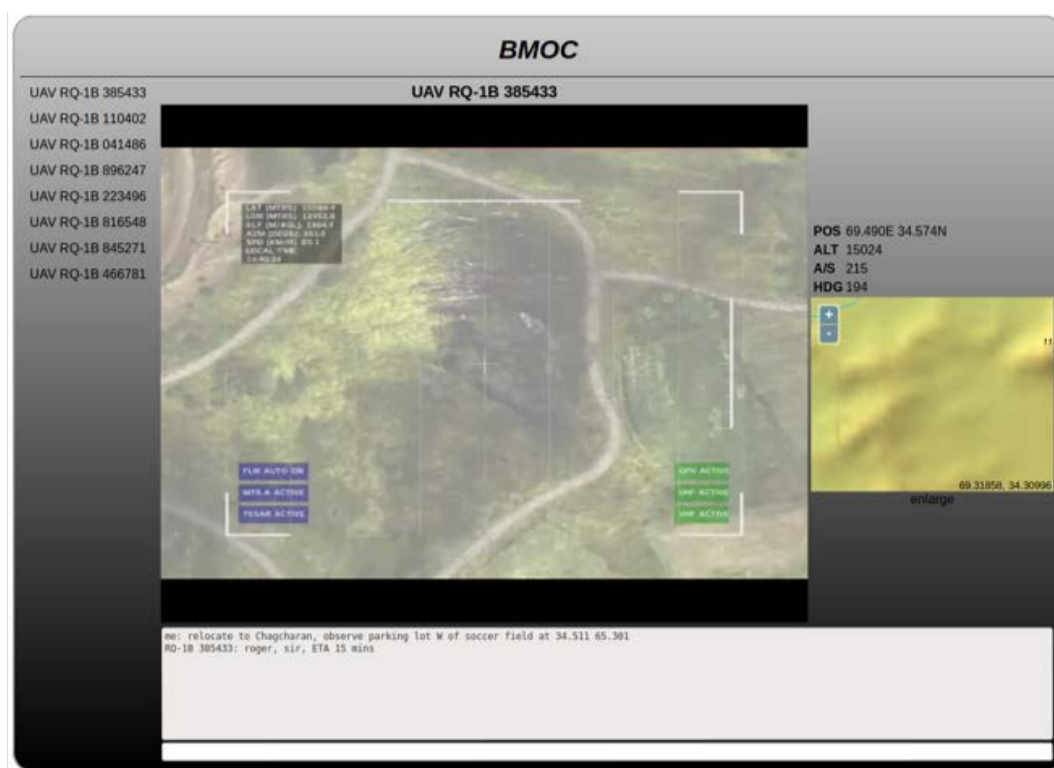 BMOC
UAV RQ-1B 385433
UAV RQ-1B 110402
UAV RQ-1B 041486
UAV RQ-1B 896247
UAV RQ-1B 223496
UAV RQ-1B 816548
UAV RQ-1B 845271
UAV RQ-1B 466781
UAV RQ-1B 385433
LOCAL TIME
FLIR AUTO ON
MTS-A ACTIVE
TESAR ACTIVE
GPS ACTIVE
UHF ACTIVE
VHF ACTIVE
POS 69.490E 34.574N
ALT 15024
A/S 215
HDG 194
+
-
69.31858, 34.30996
enlarge
me: relocate to Chagcharan, observe parking lot W of soccer field at 34.511 65.381
RQ-1B 385433: roger, sir, ETA 15 mins